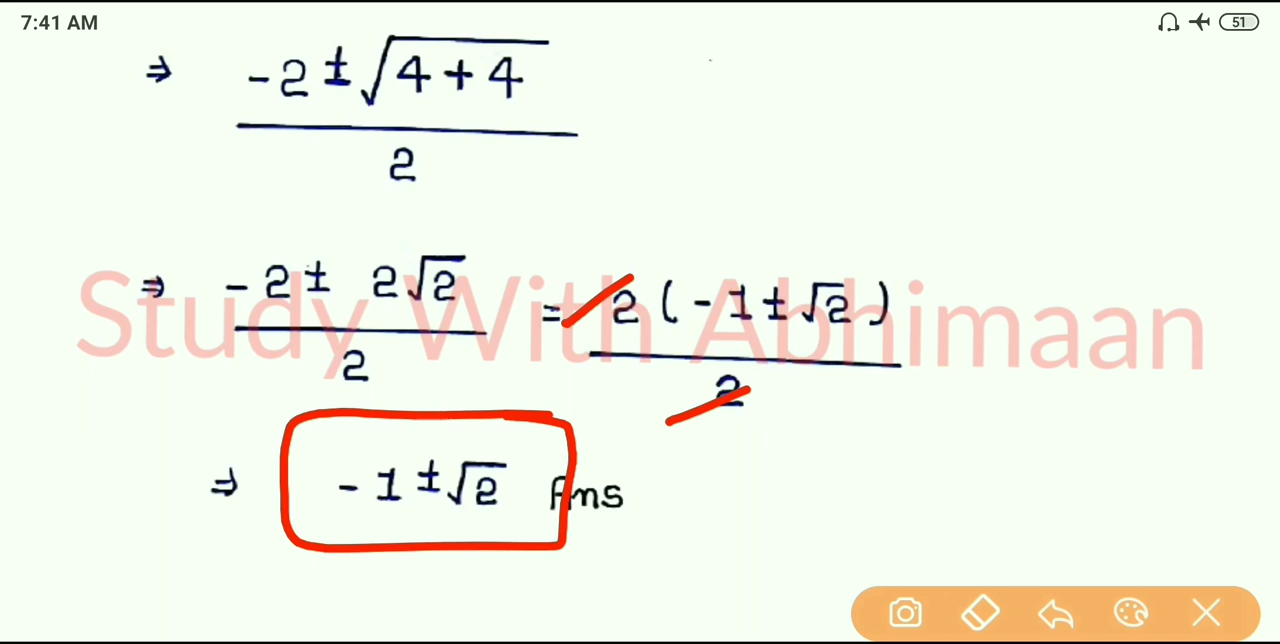 7:41 AM
51
⇒ -2 ± √4 + 4
2
⇒ -2 ± 2√2 = 2 (-1 ± √2)
2 2
Study With Abhimaan
⇒ -1 ± √2 Ans